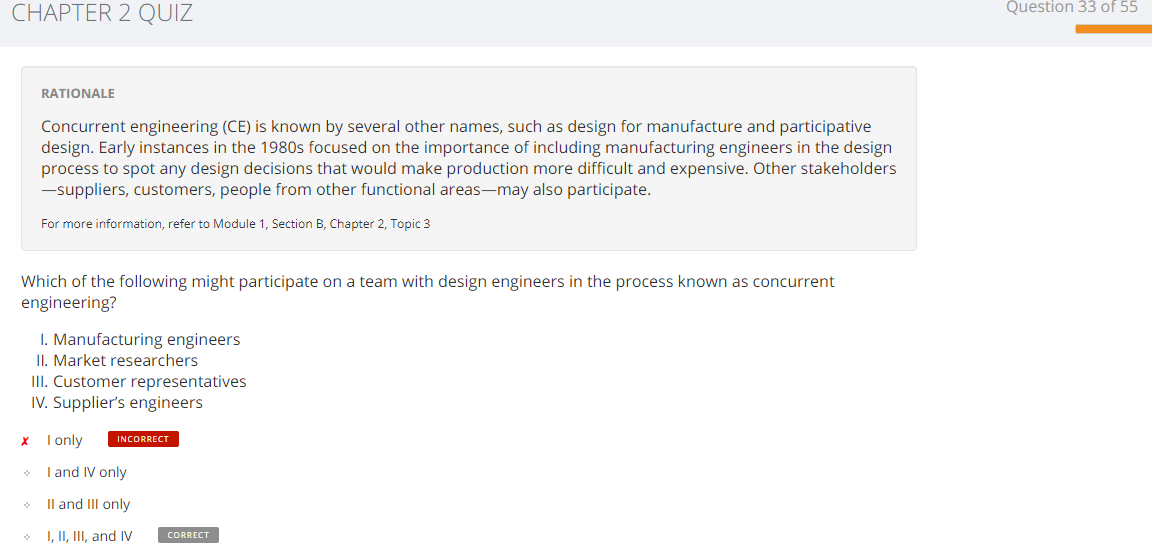 CHAPTER 2 QUIZ
Question 33 of 55
RATIONALE
Concurrent engineering (CE) is known by several other names, such as design for manufacture and participative
design. Early instances in the 1980s focused on the importance of including manufacturing engineers in the design
process to spot any design decisions that would make production more difficult and expensive. Other stakeholders
—suppliers, customers, people from other functional areas—may also participate.
For more information, refer to Module 1, Section B, Chapter 2, Topic 3
Which of the following might participate on a team with design engineers in the process known as concurrent
engineering?
I. Manufacturing engineers
II. Market researchers
III. Customer representatives
IV. Supplier’s engineers
✗ I only INCORRECT
I and IV only
II and III only
I, II, III, and IV CORRECT